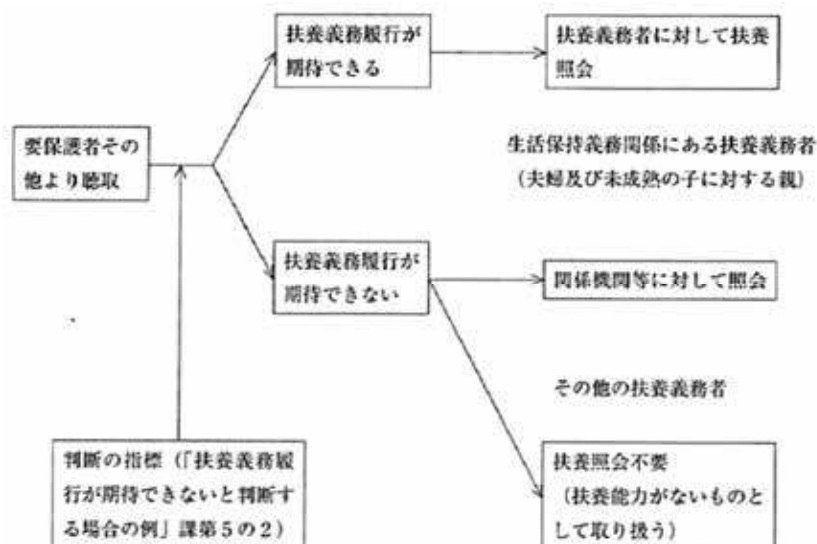 扶養義務履行が
期待できる
扶養義務者に対して扶養
照会
要保護者その
他より聴取
生活保持義務関係にある扶養義務者
(夫婦及び未成熟の子に対する親)
扶養義務履行が
期待できない
関係機関等に対して照会
その他の扶養義務者
判断の指標(「扶養義務履
行が期待できないと判断す
る場合の例」課第5の2)
扶養照会不要
(扶養能力がないものと
して取り扱う)